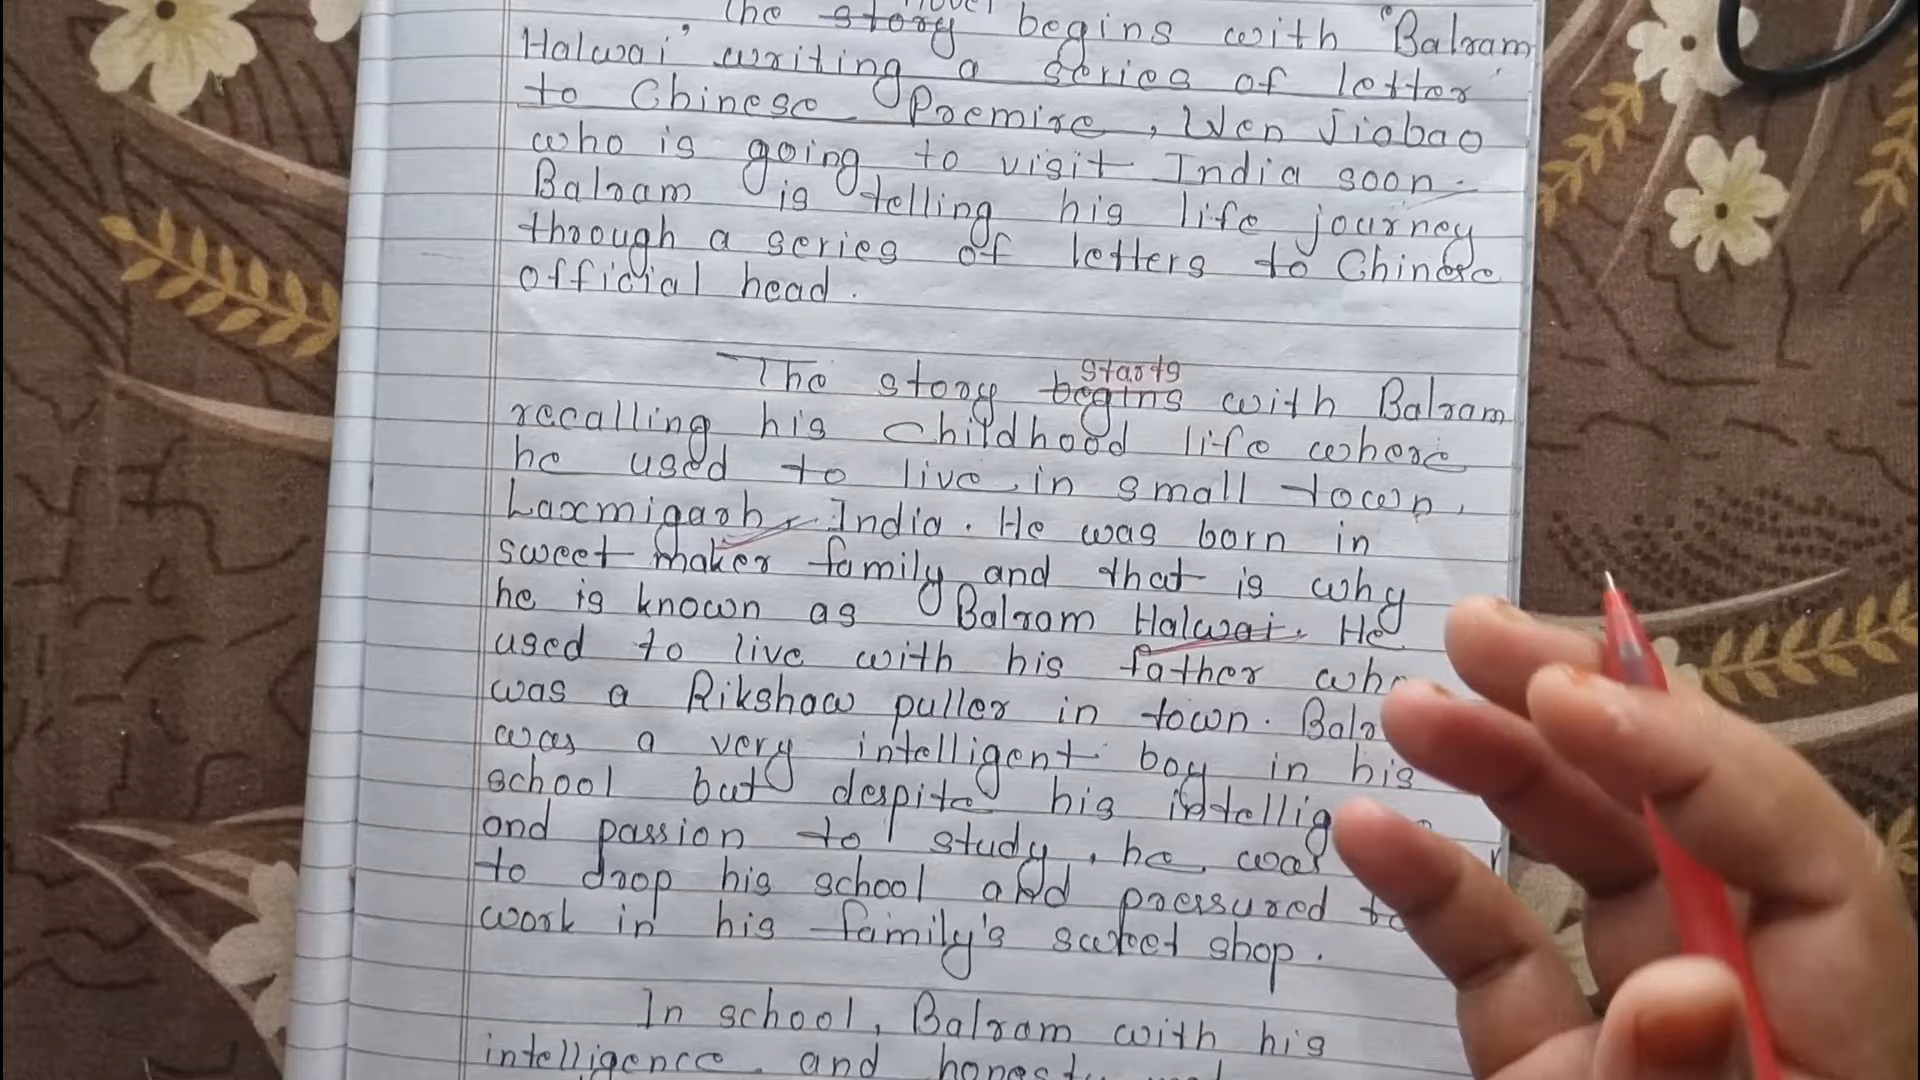 novel
The story begins with "Balram
Halwai" writing a series of letter
to Chinese Premire, Wen Jiabao
who is going to visit India soon.
Balram is telling his life journey
through a series of letters to Chinese
official head.
starts
The story begins with Balram
recalling his childhood life where
he used to live in small town,
Laxmigarh, India. He was born in
sweet maker family and that is why
he is known as Balram Halwai. He
used to live with his father who
was a Rikshaw puller in town. Balr
was a very intelligent boy in his
school but despite his intellig
and passion to study, he was
to drop his school and pressured to
work in his family's sweet shop.
In school, Balram with his
intelligence and